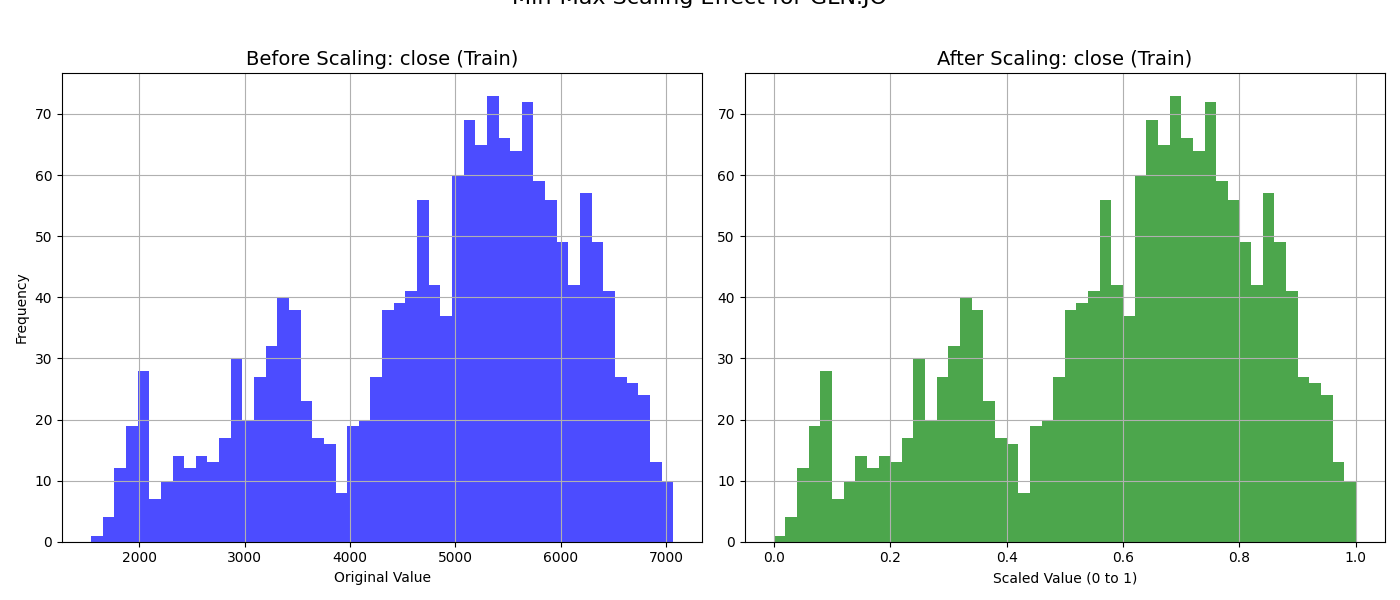 Min-Max Scaling Effect for GLN.JO
Before Scaling: close (Train)
70
60
50
40
30
20
10
0
Frequency
2000 3000 4000 5000 6000 7000
Original Value
After Scaling: close (Train)
70
60
50
40
30
20
10
0
0.0 0.2 0.4 0.6 0.8 1.0
Scaled Value (0 to 1)